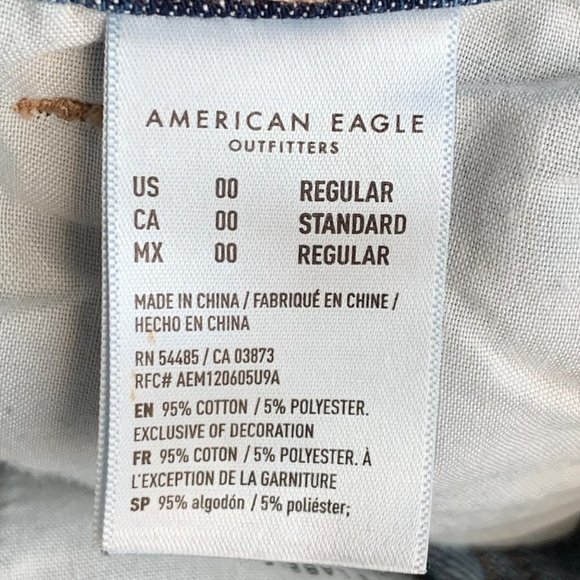 AMERICAN EAGLE
OUTFITTERS
US 00 REGULAR
CA 00 STANDARD
MX 00 REGULAR
MADE IN CHINA / FABRIQUÉ EN CHINE /
HECHO EN CHINA
RN 54485 / CA 03873
RFC# AEM120605U9A
EN 95% COTTON / 5% POLYESTER.
EXCLUSIVE OF DECORATION
FR 95% COTON / 5% POLYESTER. À
L'EXCEPTION DE LA GARNITURE
SP 95% algodón / 5% poliéster;